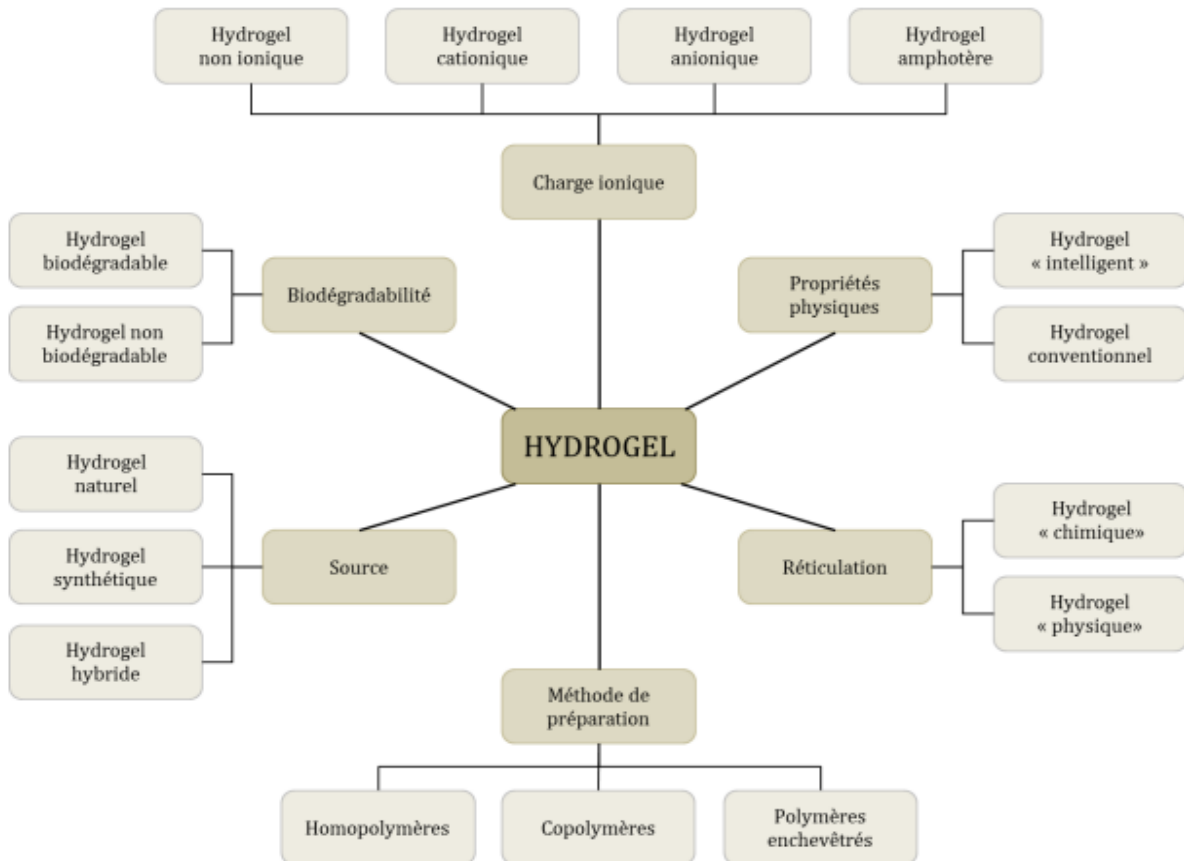 Hydrogel
non ionique
Hydrogel
cationique
Hydrogel
anionique
Hydrogel
amphotère
Charge ionique
Hydrogel
biodégradable
Hydrogel non
biodégradable
Biodégradabilité
Propriétés
physiques
Hydrogel
« intelligent »
Hydrogel
conventionnel
HYDROGEL
Hydrogel
naturel
Hydrogel
synthétique
Hydrogel
hybride
Source
Réticulation
Hydrogel
« chimique»
Hydrogel
« physique»
Méthode de
préparation
Homopolymères
Copolymères
Polymères
enchevêtrés